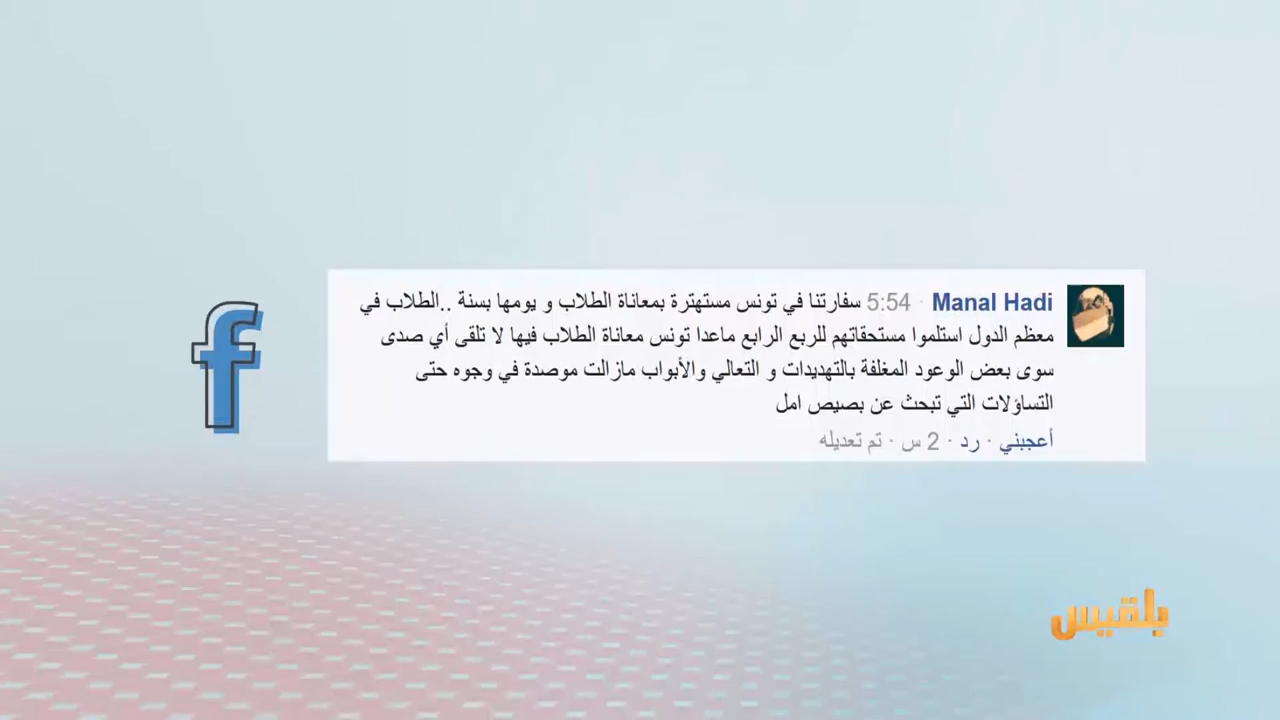 Manal Hadi · 5:54 سفارتنا في تونس مستهترة بمعاناة الطلاب و يومها بسنة ..الطلاب في
معظم الدول استلموا مستحقاتهم للربع الرابع ماعدا تونس معاناة الطلاب فيها لا تلقى أي صدى
سوى بعض الوعود المغلفة بالتهديدات و التعالي والأبواب مازالت موصدة في وجوه حتى
التساؤلات التي تبحث عن بصيص امل
أعجبني · رد · 2 س · تم تعديله
بلقيس